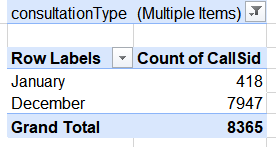 consultationType (Multiple Items)
Row Labels Count of CallSid
January 418
December 7947
Grand Total 8365